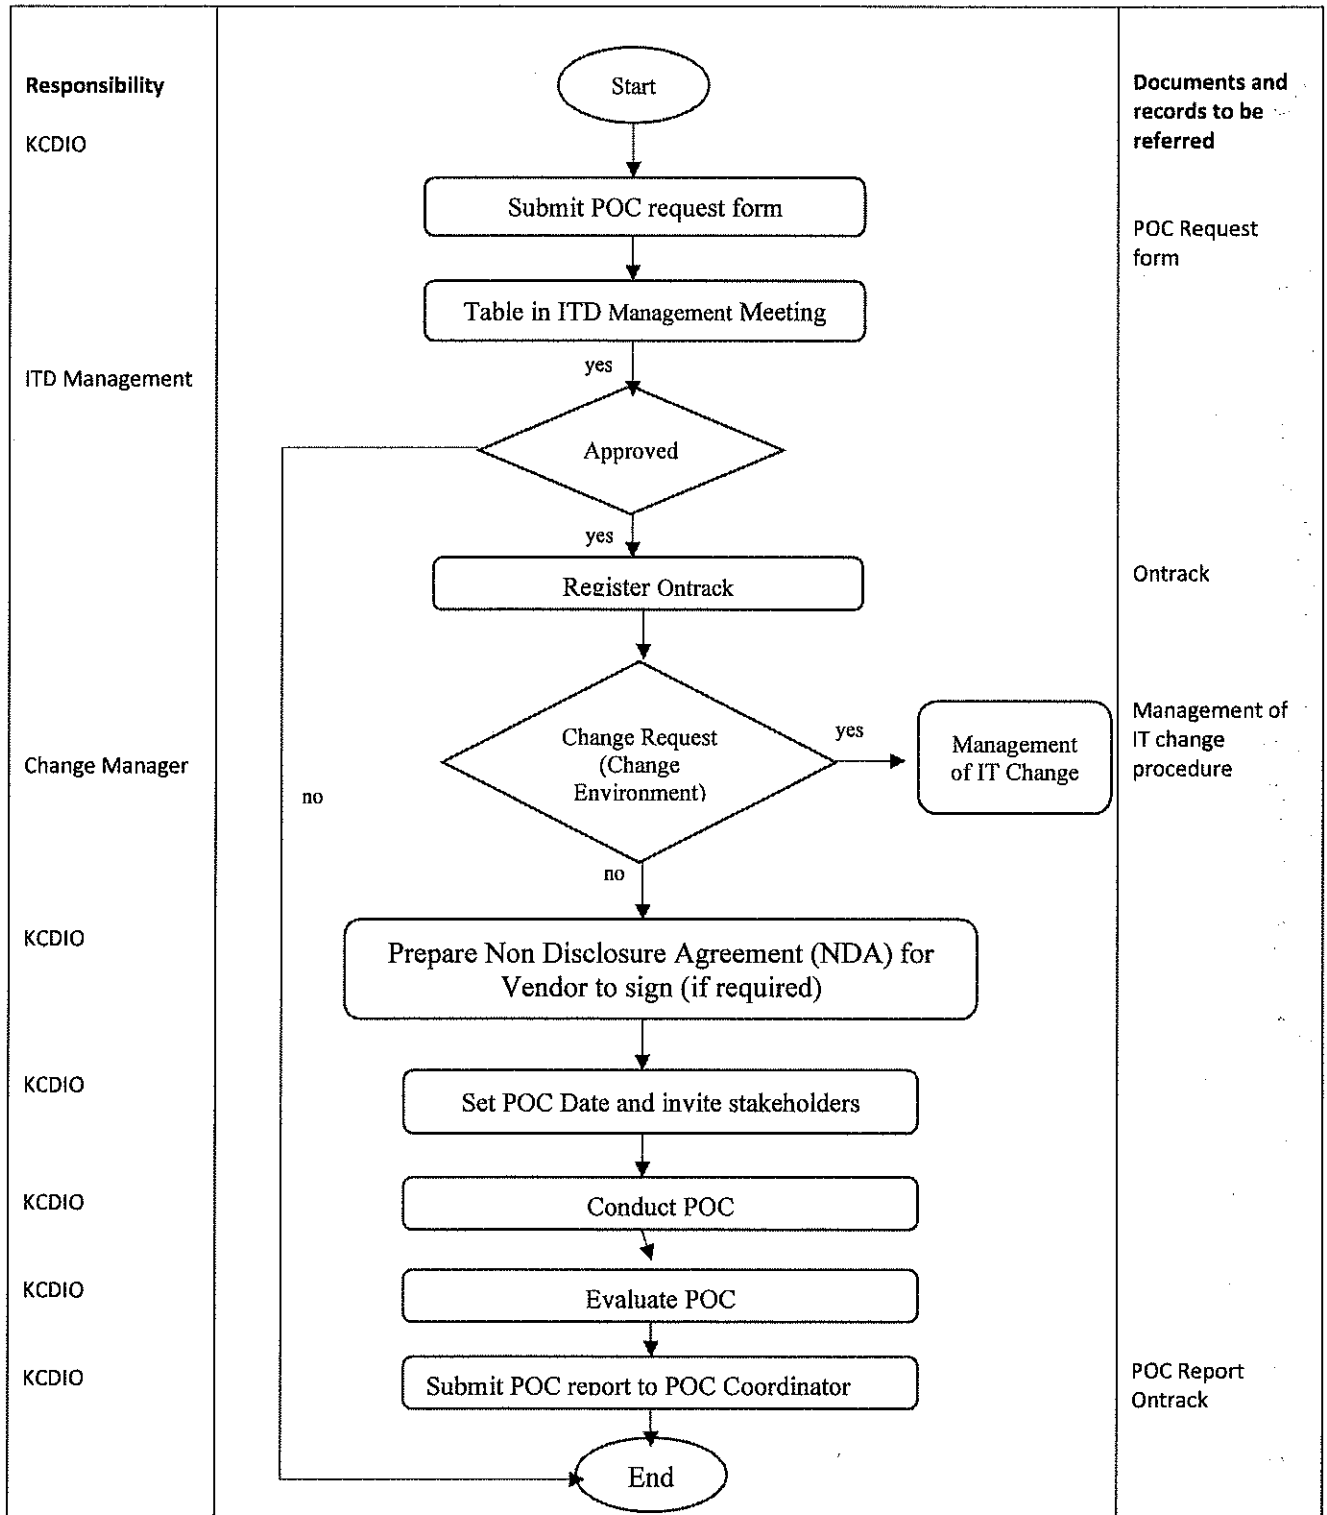 Responsibility
KCDIO
Start
Documents and
records to be
referred
Submit POC request form
POC Request
form
Table in ITD Management Meeting
yes
ITD Management
Approved
yes
Register Ontrack
Ontrack
Change Manager
no
Change Request
(Change
Environment)
yes
Management
of IT Change
Management of
IT change
procedure
no
KCDIO
Prepare Non Disclosure Agreement (NDA) for
Vendor to sign (if required)
KCDIO
Set POC Date and invite stakeholders
KCDIO
Conduct POC
KCDIO
Evaluate POC
KCDIO
Submit POC report to POC Coordinator
POC Report
Ontrack
End